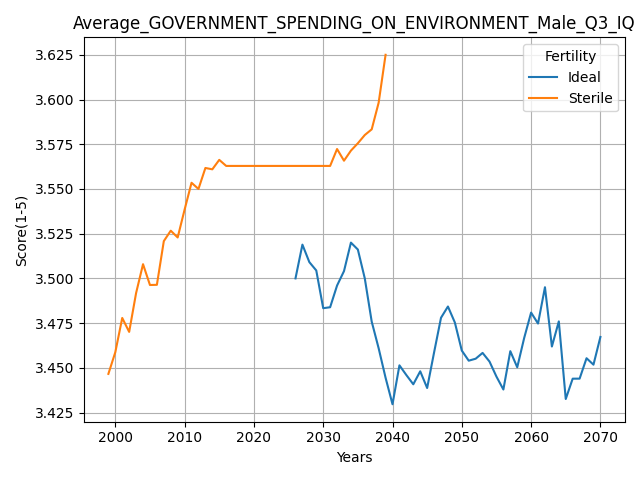 Average_GOVERNMENT_SPENDING_ON_ENVIRONMENT_Male_Q3_IQ
Fertility
Ideal
Sterile
Score(1-5)
3.625
3.600
3.575
3.550
3.525
3.500
3.475
3.450
3.425
2000 2010 2020 2030 2040 2050 2060 2070
Years